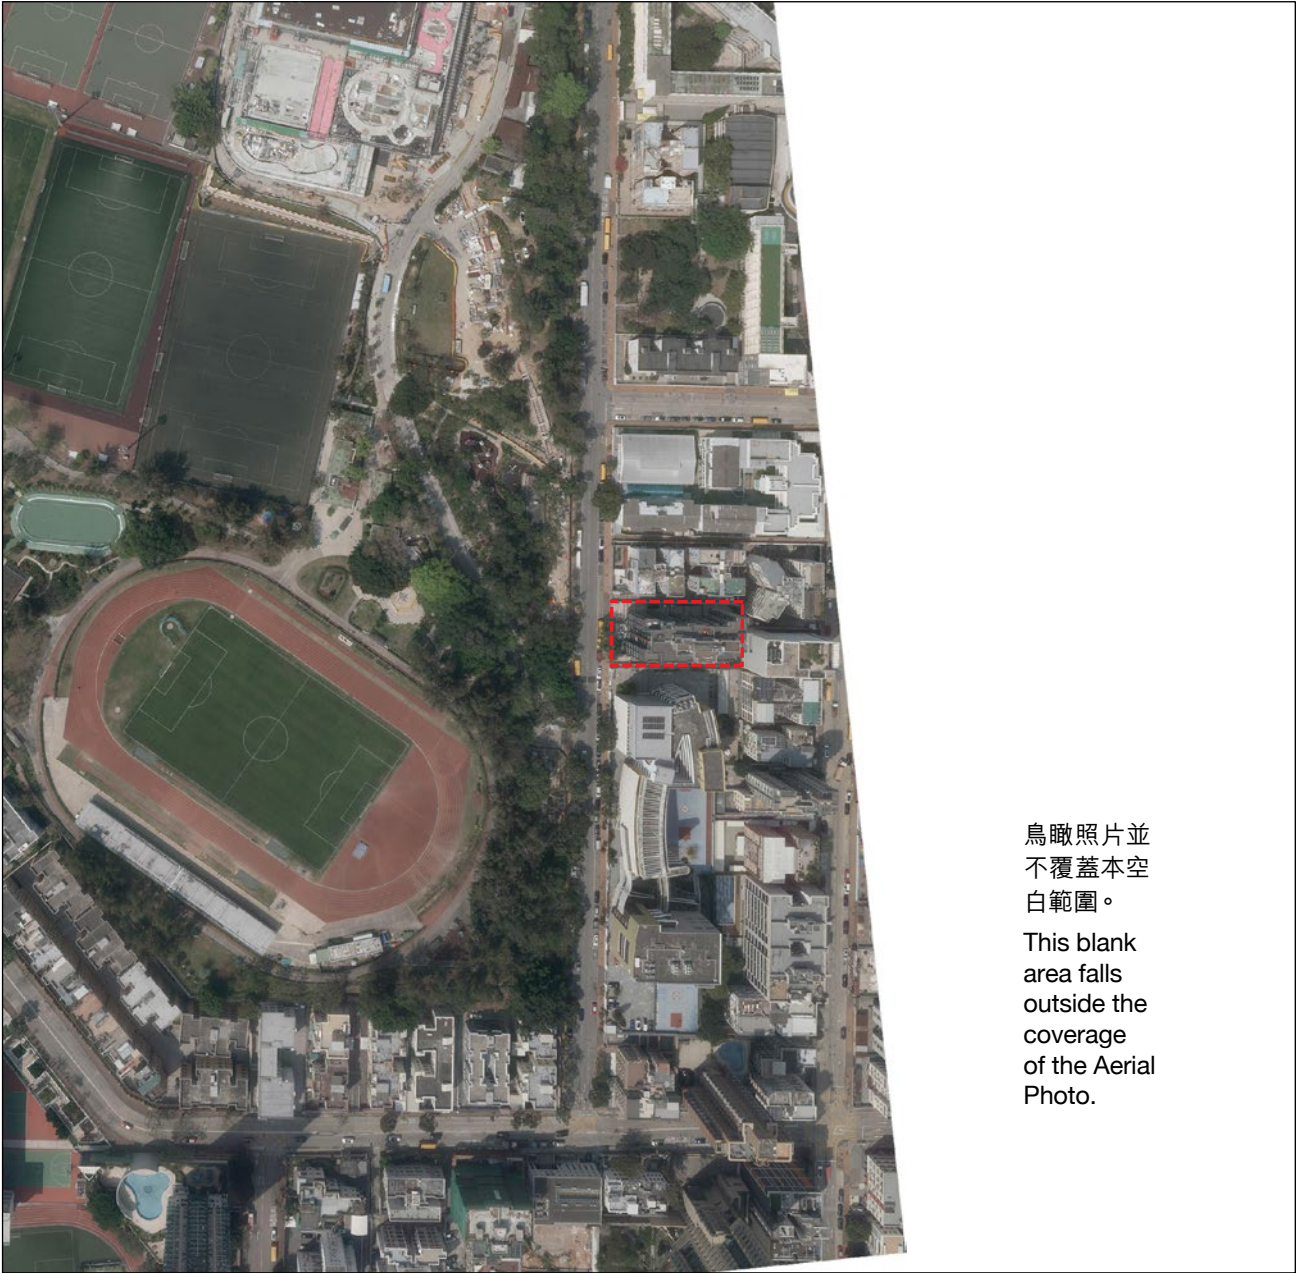 鳥瞰照片並
不覆蓋本空
白範圍。
This blank
area falls
outside the
coverage
of the Aerial
Photo.